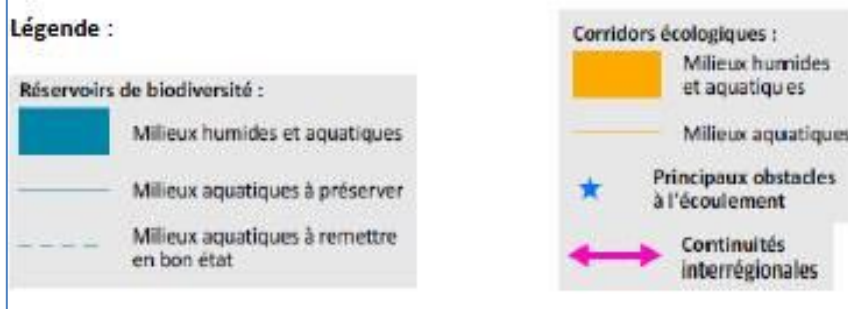 Légende :
Réservoirs de biodiversité :
Milieux humides et aquatiques
Milieux aquatiques à préserver
Milieux aquatiques à remettre
en bon état
Corridors écologiques :
Milieux humides
et aquatiques
Milieux aquatiques
Principaux obstacles
à l'écoulement
Continuités
interrégionales